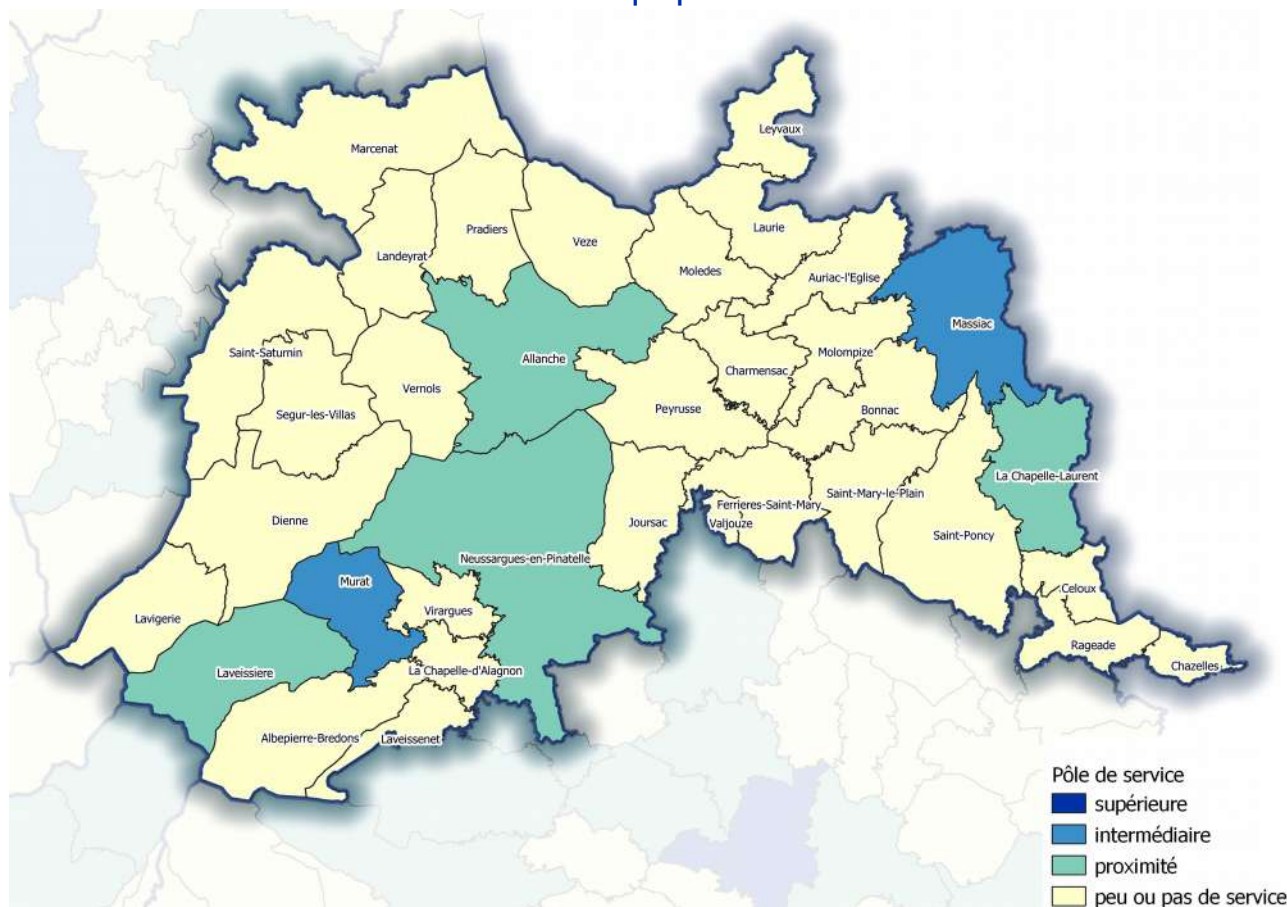 Leyvaux
Marcenat
Pradiers
Laurie
Veze
Landeyrat
Moledes
Auriac-l'Eglise
Massiac
Saint-Saturnin
Allanche
Molompize
Charmensac
Vernols
Segur-les-Villas
Peyrusse
Bonnac
La Chapelle-Laurent
Saint-Mary-le-Plain
Ferrieres-Saint-Mary
Dienne
Joursac
Valjouze
Saint-Poncy
Neussargues-en-Pinatelle
Murat
Celoux
Virargues
Lavigerie
Rageade
Chazelles
Laveissiere
La Chapelle-d'Alagnon
Albepierre-Bredons
Laveissenet
Pôle de service
supérieure
intermédiaire
proximité
peu ou pas de service